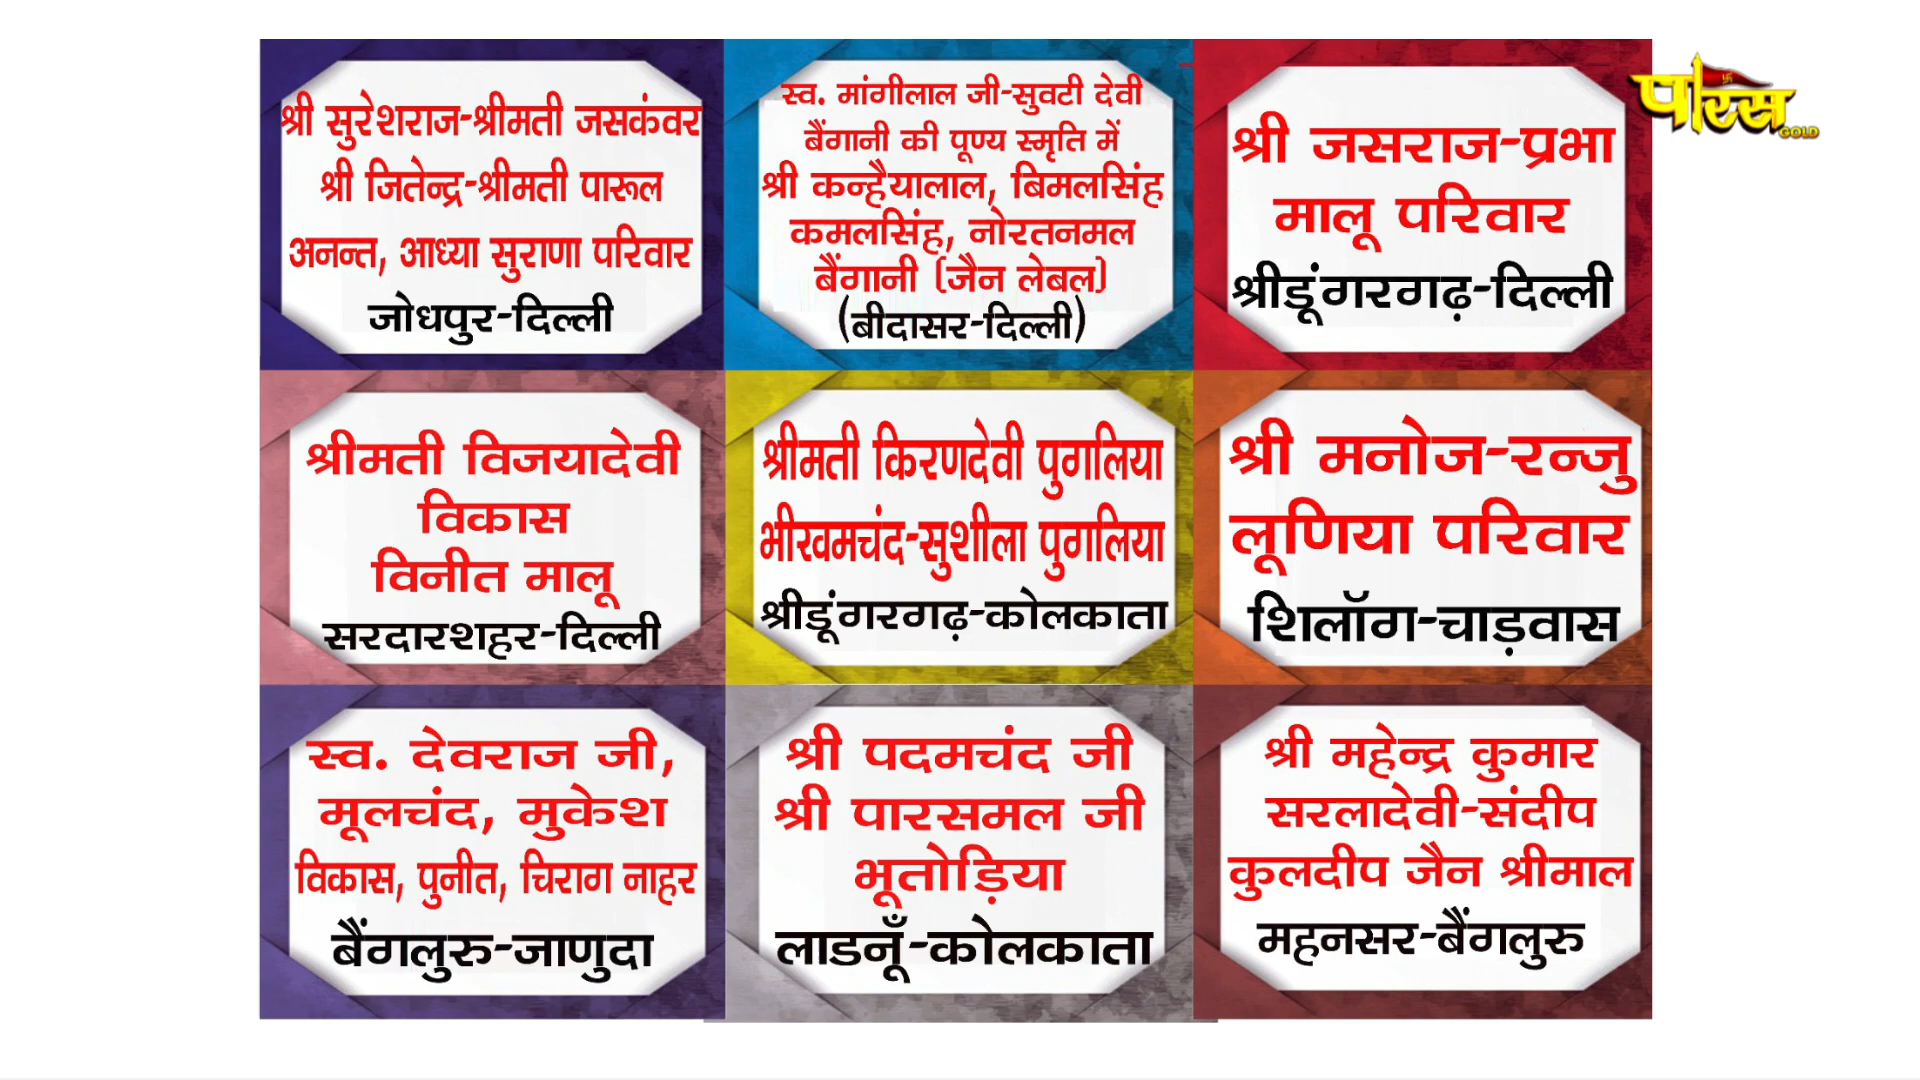 श्री सुरेशराज-श्रीमती जसकंवर
श्री जितेन्द्र-श्रीमती पारूल
अनन्त, आध्या सुराणा परिवार
जोधपुर-दिल्ली
स्व. मांगीलाल जी-सुवटी देवी
बैंगानी की पूण्य स्मृति में
श्री कन्हैयालाल, बिमलसिंह
कमलसिंह, नोरतनमल
बैंगानी (जैन लेबल)
(बीदासर-दिल्ली)
श्री जसराज-प्रभा
मालू परिवार
श्रीडूंगरगढ़-दिल्ली
पारस
GOLD
श्रीमती विजयादेवी
विकास
विनीत मालू
सरदारशहर-दिल्ली
श्रीमती किरणदेवी पुगलिया
भीखमचंद-सुशीला पुगलिया
श्रीडूंगरगढ़-कोलकाता
श्री मनोज-रन्जु
लूणिया परिवार
शिलॉग-चाड़वास
स्व. देवराज जी,
मूलचंद, मुकेश
विकास, पुनीत, चिराग नाहर
बैंगलुरु-जाणुदा
श्री पदमचंद जी
श्री पारसमल जी
भूतोड़िया
लाडनूँ-कोलकाता
श्री महेन्द्र कुमार
सरलादेवी-संदीप
कुलदीप जैन श्रीमाल
महनसर-बैंगलुरु